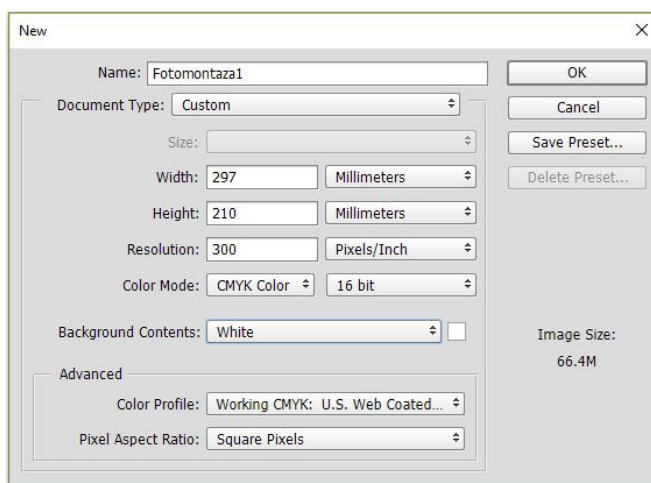 New
Name: Fotomontaza1
OK
Document Type: Custom
Cancel
Size:
Save Preset...
Width: 297 Millimeters
Delete Preset...
Height: 210 Millimeters
Resolution: 300 Pixels/Inch
Color Mode: CMYK Color 16 bit
Background Contents: White
Image Size:
66.4M
Advanced
Color Profile: Working CMYK: U.S. Web Coated...
Pixel Aspect Ratio: Square Pixels